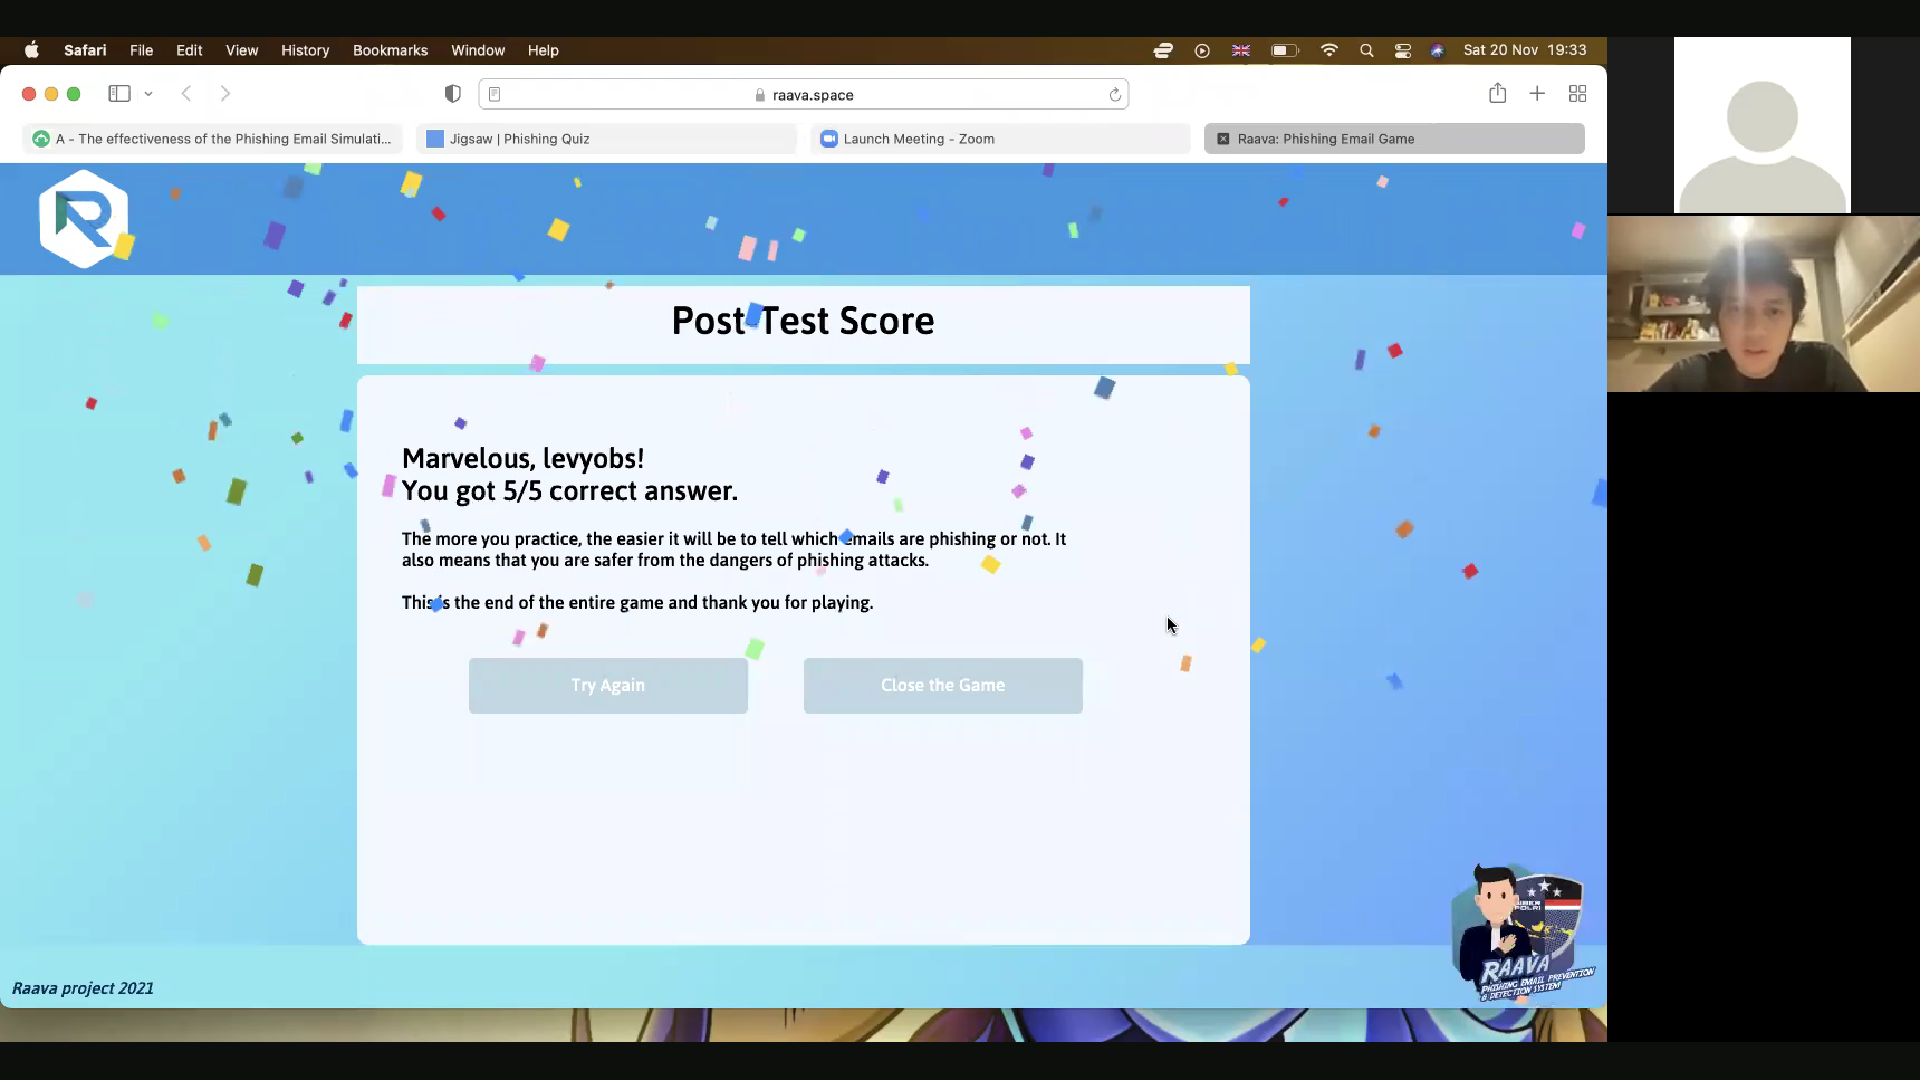 Safari File Edit View History Bookmarks Window Help Sat 20 Nov 19:33
raava.space
A - The effectiveness of the Phishing Email Simulati... Jigsaw | Phishing Quiz Launch Meeting - Zoom Raava: Phishing Email Game
R
Post Test Score
Marvelous, levyobs!
You got 5/5 correct answer.
The more you practice, the easier it will be to tell which emails are phishing or not. It
also means that you are safer from the dangers of phishing attacks.
This is the end of the entire game and thank you for playing.
Try Again Close the Game
POLRI
RAAVA
PHISHING EMAIL PREVENTION
& DETECTION SYSTEM
Raava project 2021